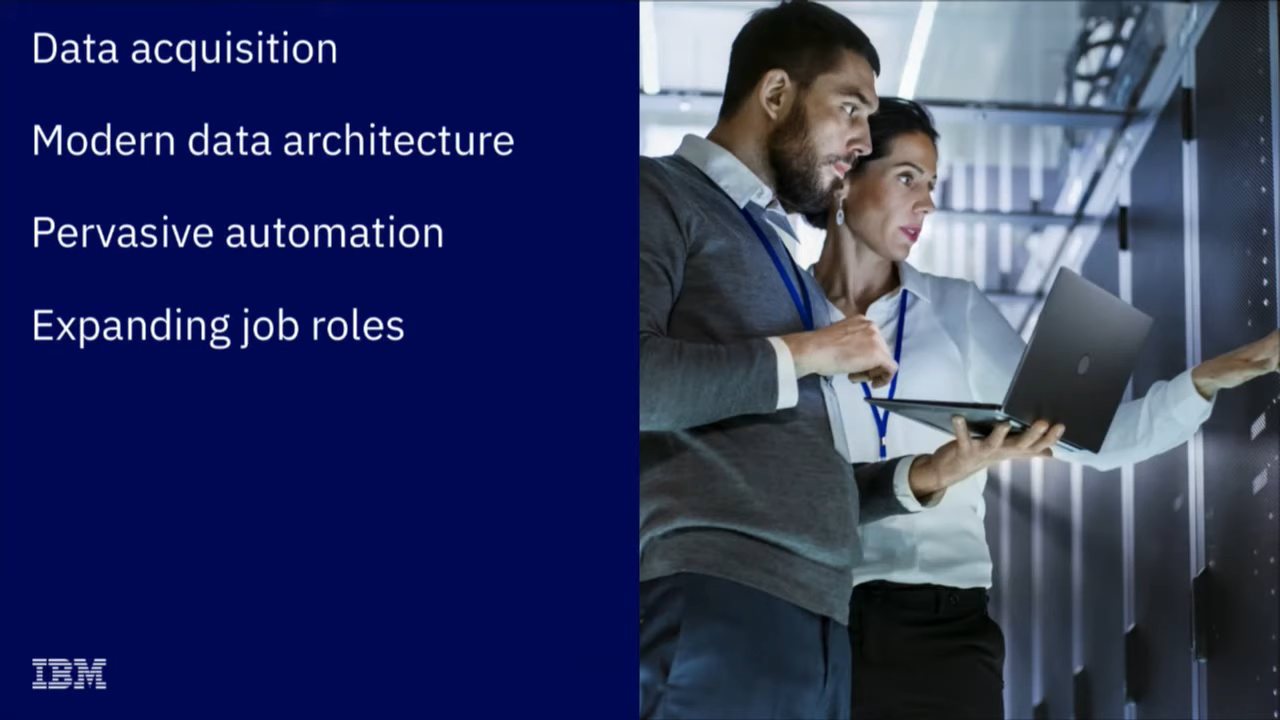 Data acquisition
Modern data architecture
Pervasive automation
Expanding job roles
IBM